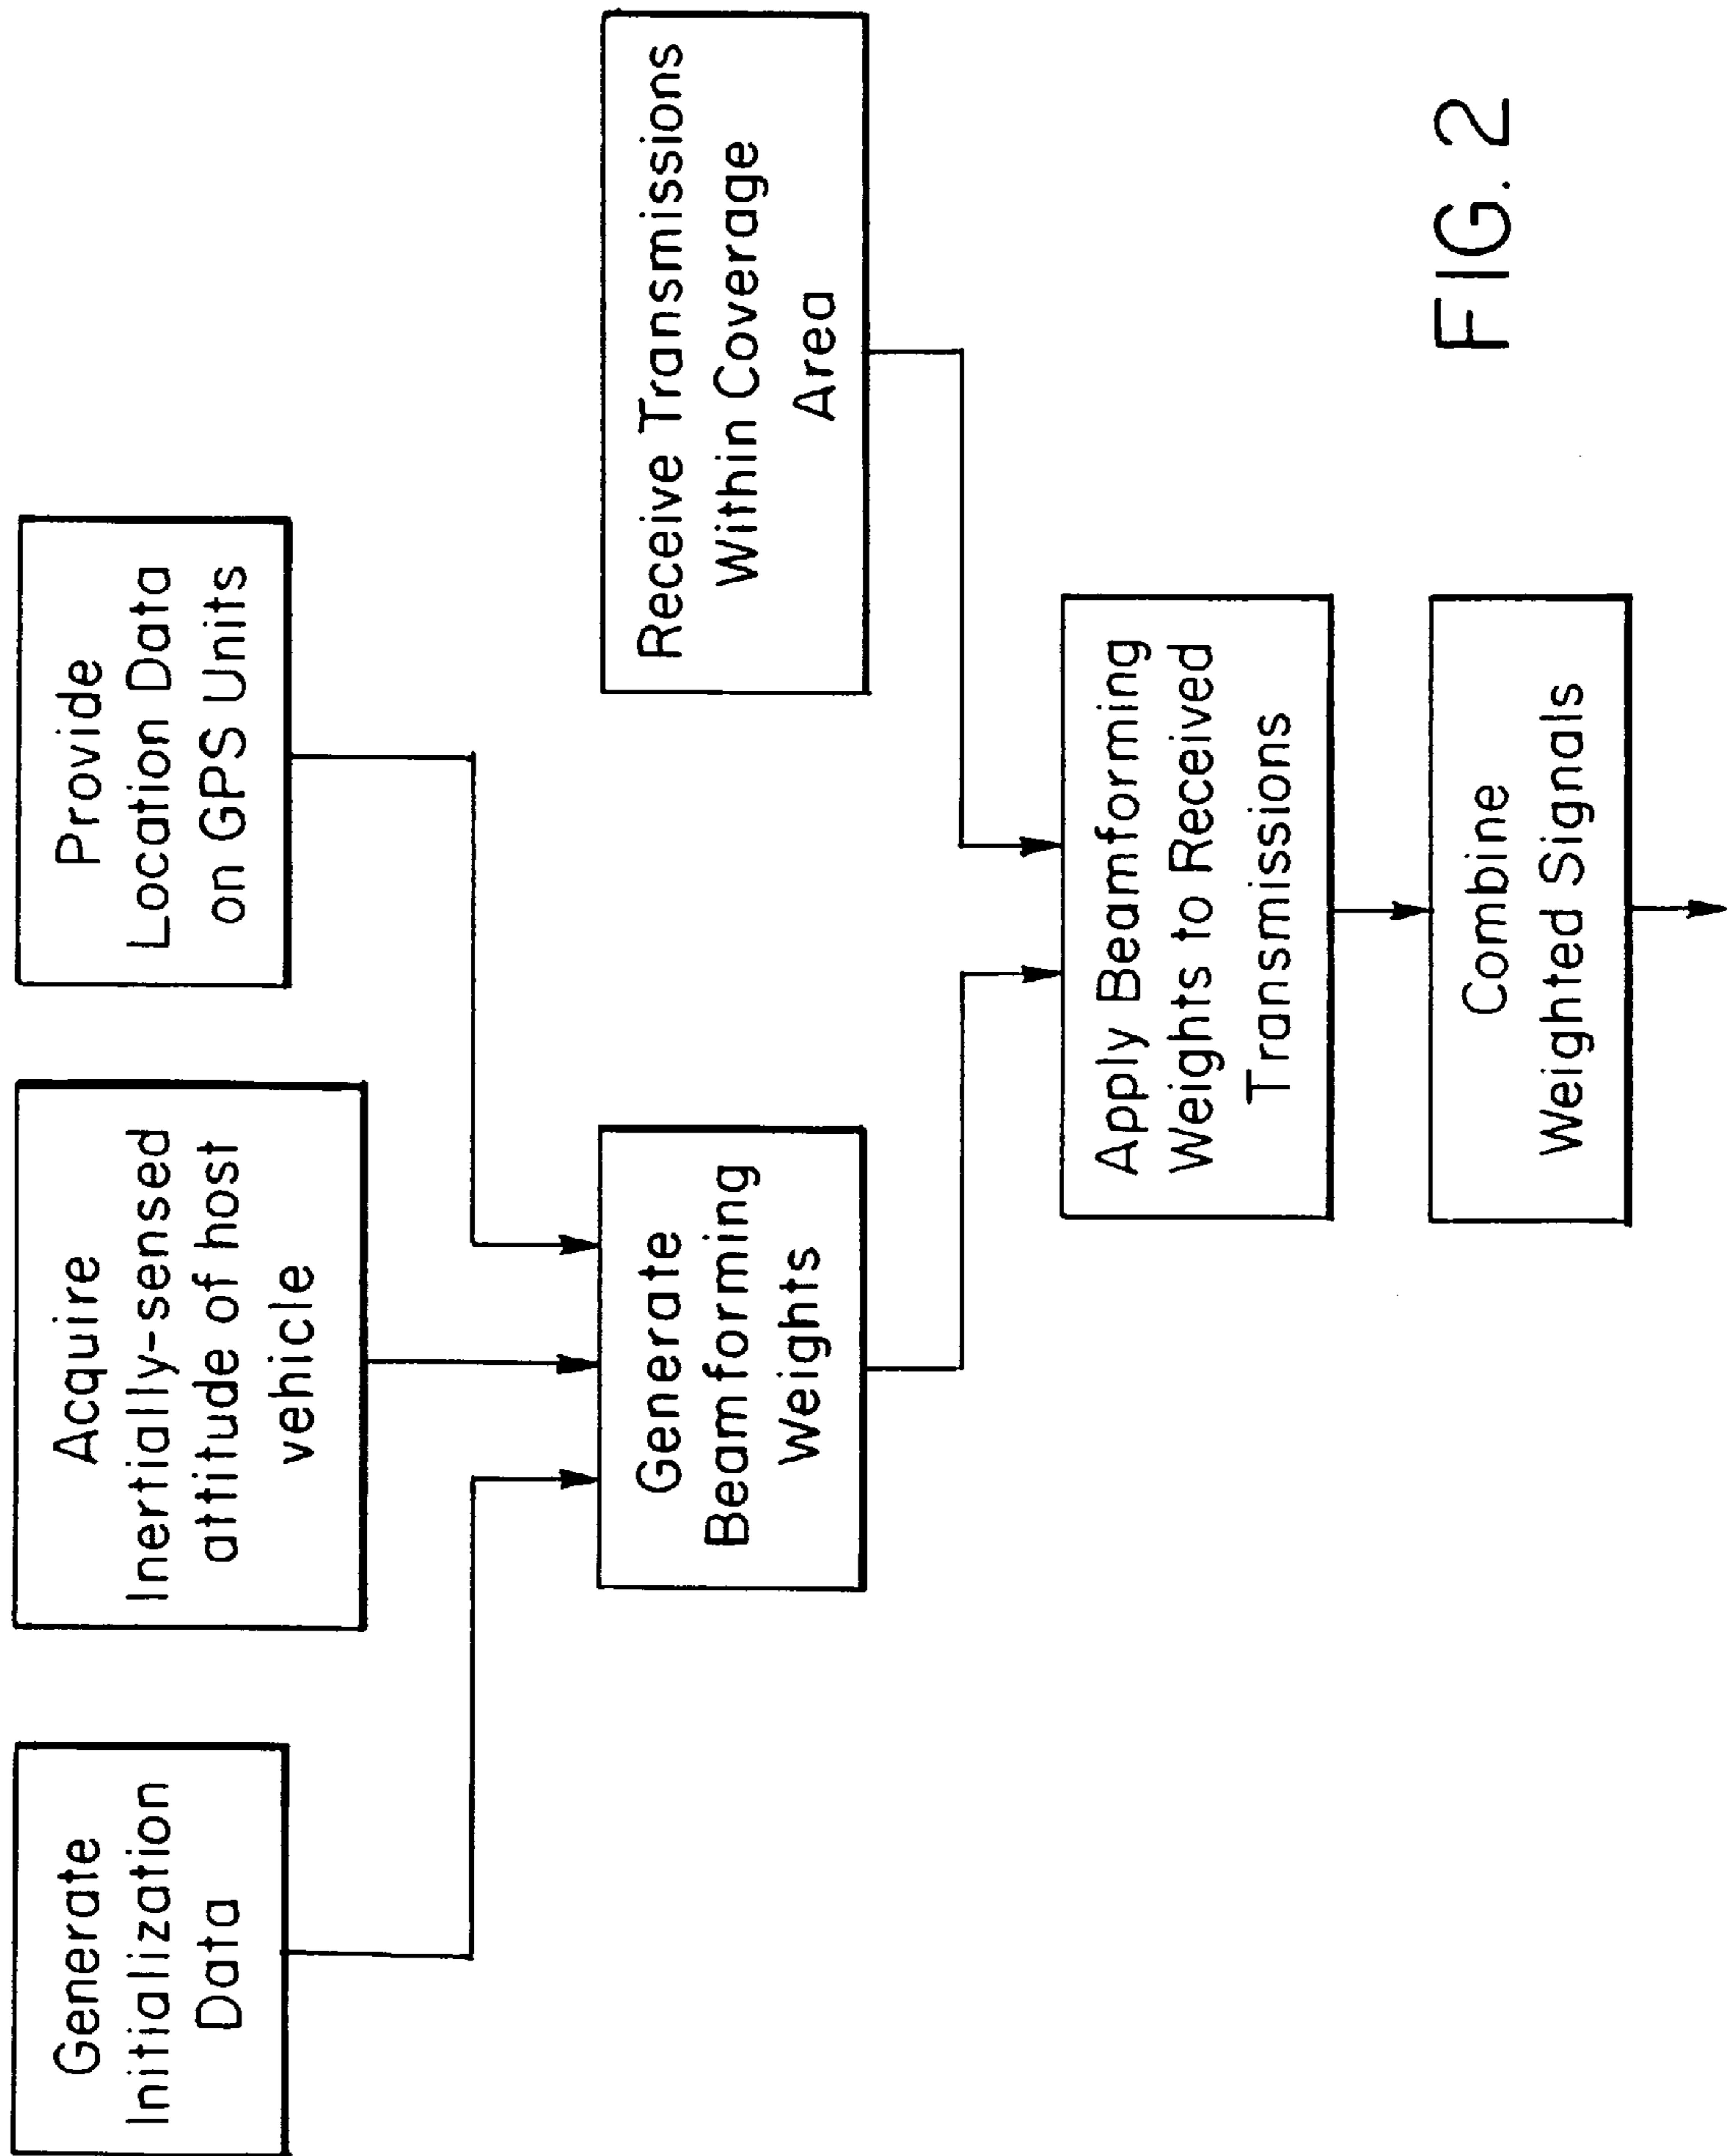 Generate
Initialization
Data
Acquire
Inertially-sensed
attitude of host
vehicle
Provide
Location Data
on GPS Units
Generate
Beamforming
Weights
Receive Transmissions
Within Coverage
Area
Apply Beamforming
Weights to Received
Transmissions
Combine
Weighted Signals
FIG. 2